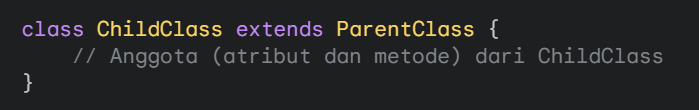 class ChildClass extends ParentClass {
    // Anggota (atribut dan metode) dari ChildClass
}